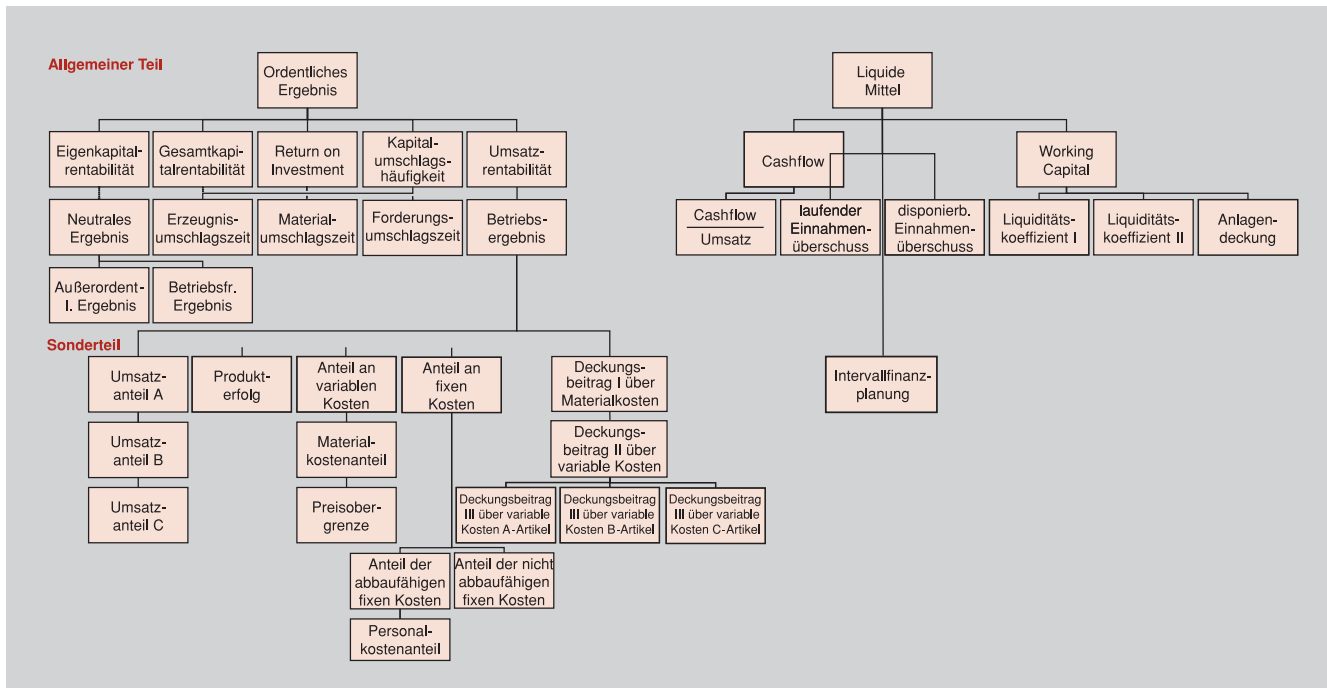 Allgemeiner Teil
Ordentliches
Ergebnis
Liquide
Mittel
Eigenkapital-
rentabilität
Gesamtkapi-
talrentabilität
Return on
Investment
Kapital-
umschlags-
häufigkeit
Umsatz-
rentabilität
Cashflow
Working
Capital
Neutrales
Ergebnis
Erzeugnis-
umschlagszeit
Material-
umschlagszeit
Forderungs-
umschlagszeit
Betriebs-
ergebnis
Cashflow
Umsatz
laufender
Einnahmen-
überschuss
disponierb.
Einnahmen-
überschuss
Liquiditäts-
koeffizient I
Liquiditäts-
koeffizient II
Anlagen-
deckung
Außerordent-
l. Ergebnis
Betriebsfr.
Ergebnis
Sonderteil
Umsatz-
anteil A
Produkt-
erfolg
Anteil an
variablen
Kosten
Anteil an
fixen
Kosten
Deckungs-
beitrag I über
Materialkosten
Intervallfinanz-
planung
Umsatz-
anteil B
Material-
kostenanteil
Deckungs-
beitrag II über
variable Kosten
Umsatz-
anteil C
Preisober-
grenze
Deckungsbeitrag
III über variable
Kosten A-Artikel
Deckungsbeitrag
III über variable
Kosten B-Artikel
Deckungsbeitrag
III über variable
Kosten C-Artikel
Anteil der
abbaufähigen
fixen Kosten
Anteil der nicht
abbaufähigen
fixen Kosten
Personal-
kostenanteil